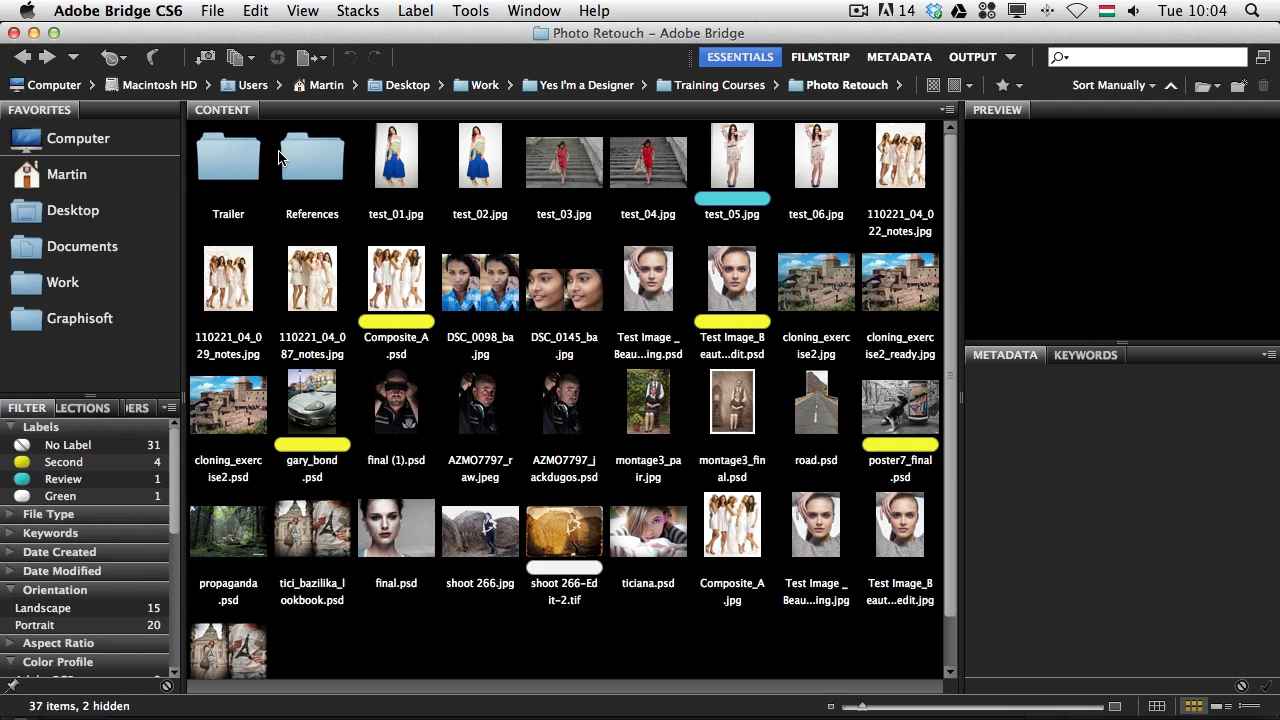 Adobe Bridge CS6 File Edit View Stacks Label Tools Window Help 14 Tue 10:04
Photo Retouch – Adobe Bridge
ESSENTIALS FILMSTRIP METADATA OUTPUT
Computer Macintosh HD Users Martin Desktop Work Yes I'm a Designer Training Courses Photo Retouch Sort Manually
FAVORITES
Computer
Martin
Desktop
Documents
Work
Graphisoft
FILTER LECTIONS ERS
Labels
No Label 31
Second 4
Review 1
Green 1
File Type
Keywords
Date Created
Date Modified
Orientation
Landscape 15
Portrait 20
Aspect Ratio
Color Profile
CONTENT
Trailer References test_01.jpg test_02.jpg test_03.jpg test_04.jpg test_05.jpg test_06.jpg 110221_04_0
22_notes.jpg
110221_04_0 110221_04_0 Composite_A DSC_0098_ba DSC_0145_ba Test Image _ Test Image_B cloning_exerc cloning_exer
29_notes.jpg 87_notes.jpg .psd .jpg .jpg Beau...ing.psd eaut...dit.psd ise2.jpg cise2_ready.jpg
cloning_exerc gary_bond final (1).psd AZMO7797_r AZMO7797_j montage3_pa montage3_fin road.psd poster7_final
ise2.psd .psd aw.jpeg ackdugos.psd ir.jpg al.psd .psd
propaganda tici_bazilika_l final.psd shoot 266.jpg shoot 266-Ed ticiana.psd Composite_A Test Image _ Test Image_B
.psd ookbook.psd it-2.tif .jpg Beau...ing.jpg eaut...edit.jpg
PREVIEW
METADATA KEYWORDS
37 items, 2 hidden